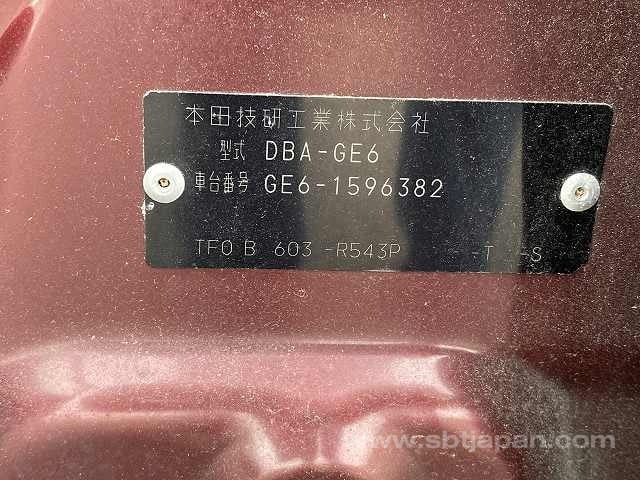 本田技研工業株式会社
型式 DBA-GE6
車台番号 GE6-1596382
TF0 B 603 -R543P -T -S
www.sbtjapan.com